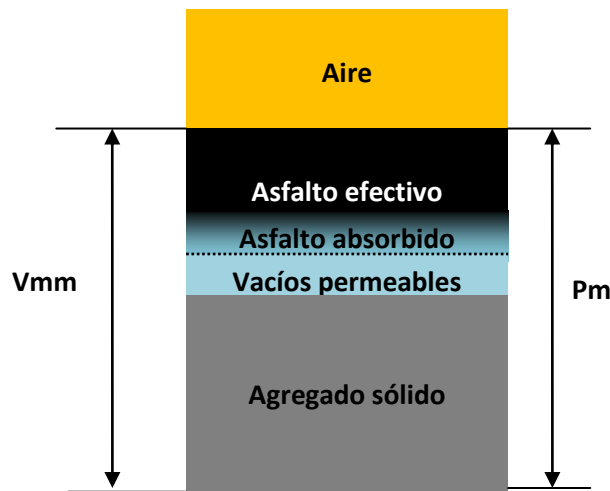 Aire
Asfalto efectivo
Asfalto absorbido
Vmm
Vacíos permeables
Pm
Agregado sólido